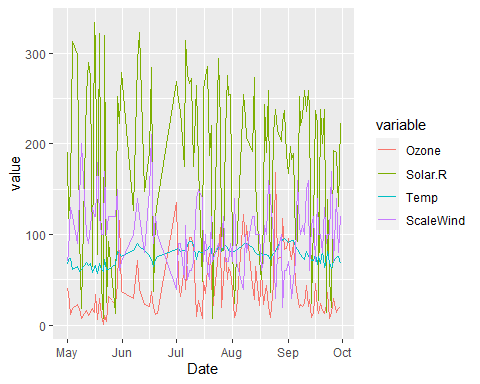 300
200
100
0
value
May Jun Jul Aug Sep Oct
Date
variable
Ozone
Solar.R
Temp
ScaleWind